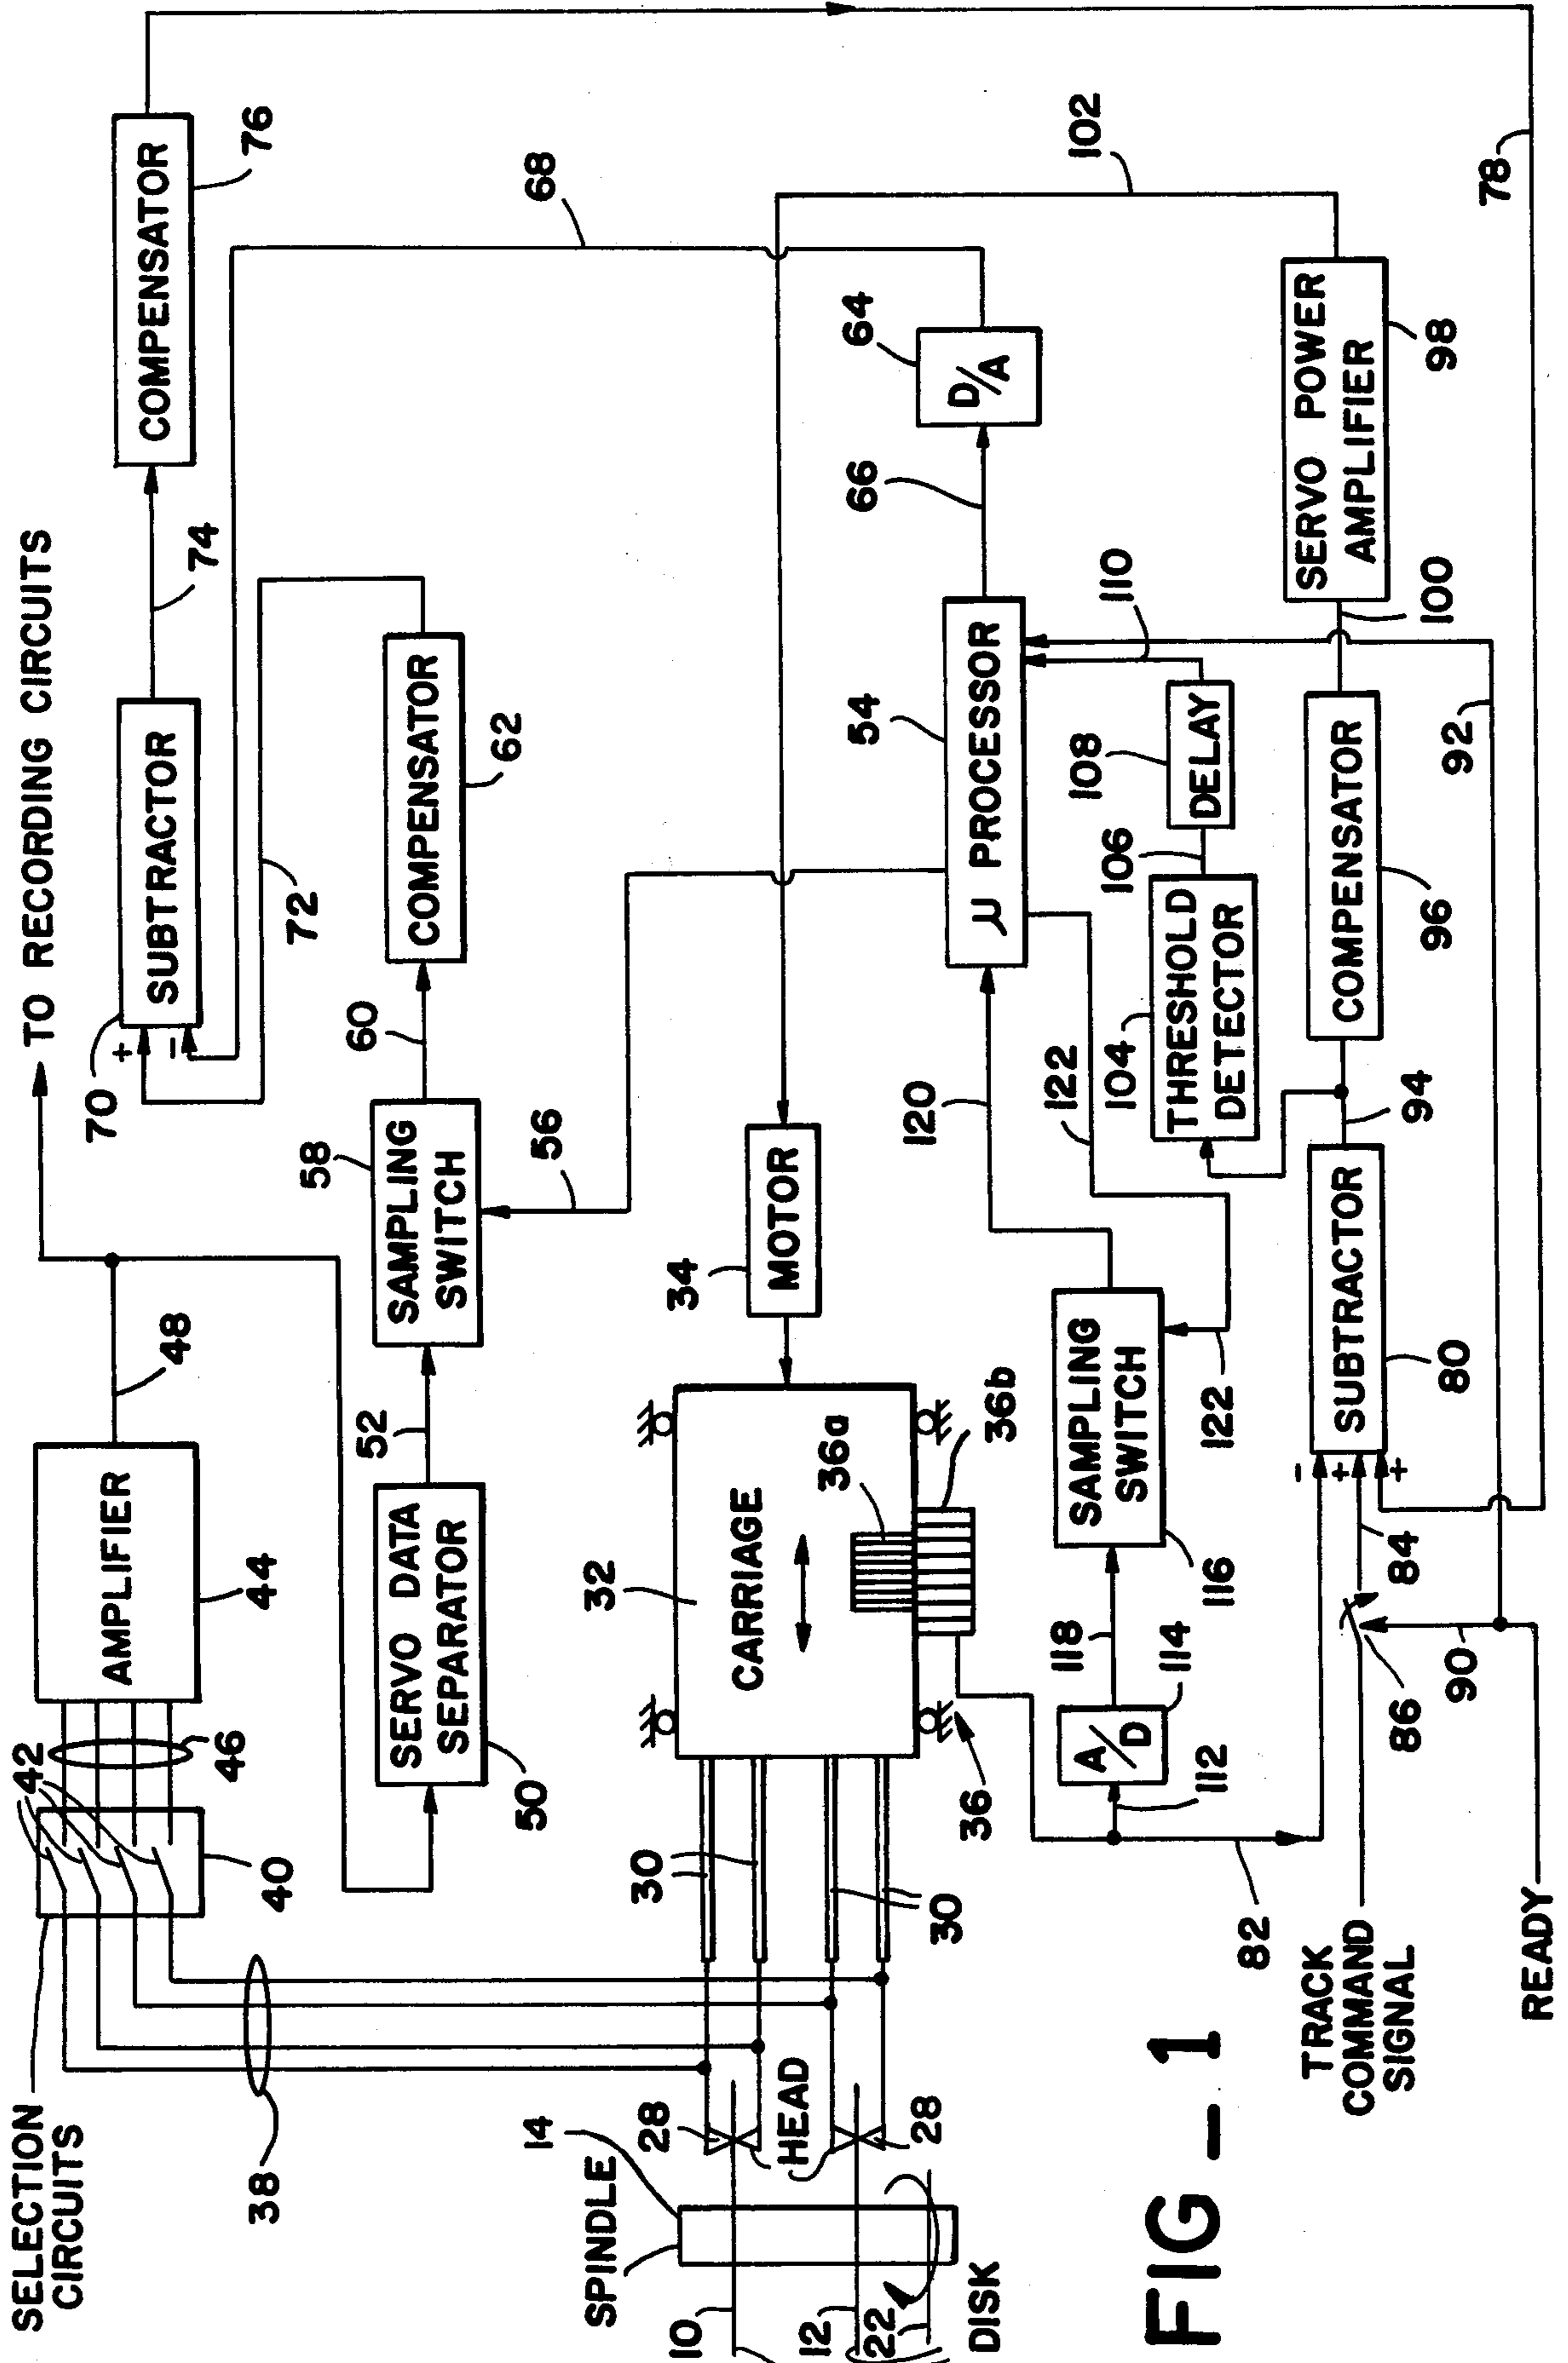 SELECTION
CIRCUITS
38
40
42
46
AMPLIFIER
44
48
TO RECORDING CIRCUITS
70
+
-
SUBTRACTOR
72
74
COMPENSATOR
76
68
SERVO DATA
SEPARATOR
50
52
SAMPLING
SWITCH
58
56
60
COMPENSATOR
62
SPINDLE
14
10
12
22
DISK
28
HEAD
28
30
30
32
CARRIAGE
36a
36b
36
34
MOTOR
102
A/D
114
112
118
SAMPLING
SWITCH
116
122
120
122
μ PROCESSOR
54
66
D/A
64
THRESHOLD
DETECTOR
104
106
DELAY
108
110
82
TRACK
COMMAND
SIGNAL
86
84
90
READY
-
+
+
SUBTRACTOR
80
94
COMPENSATOR
96
92
100
SERVO POWER
AMPLIFIER
98
78
FIG - 1